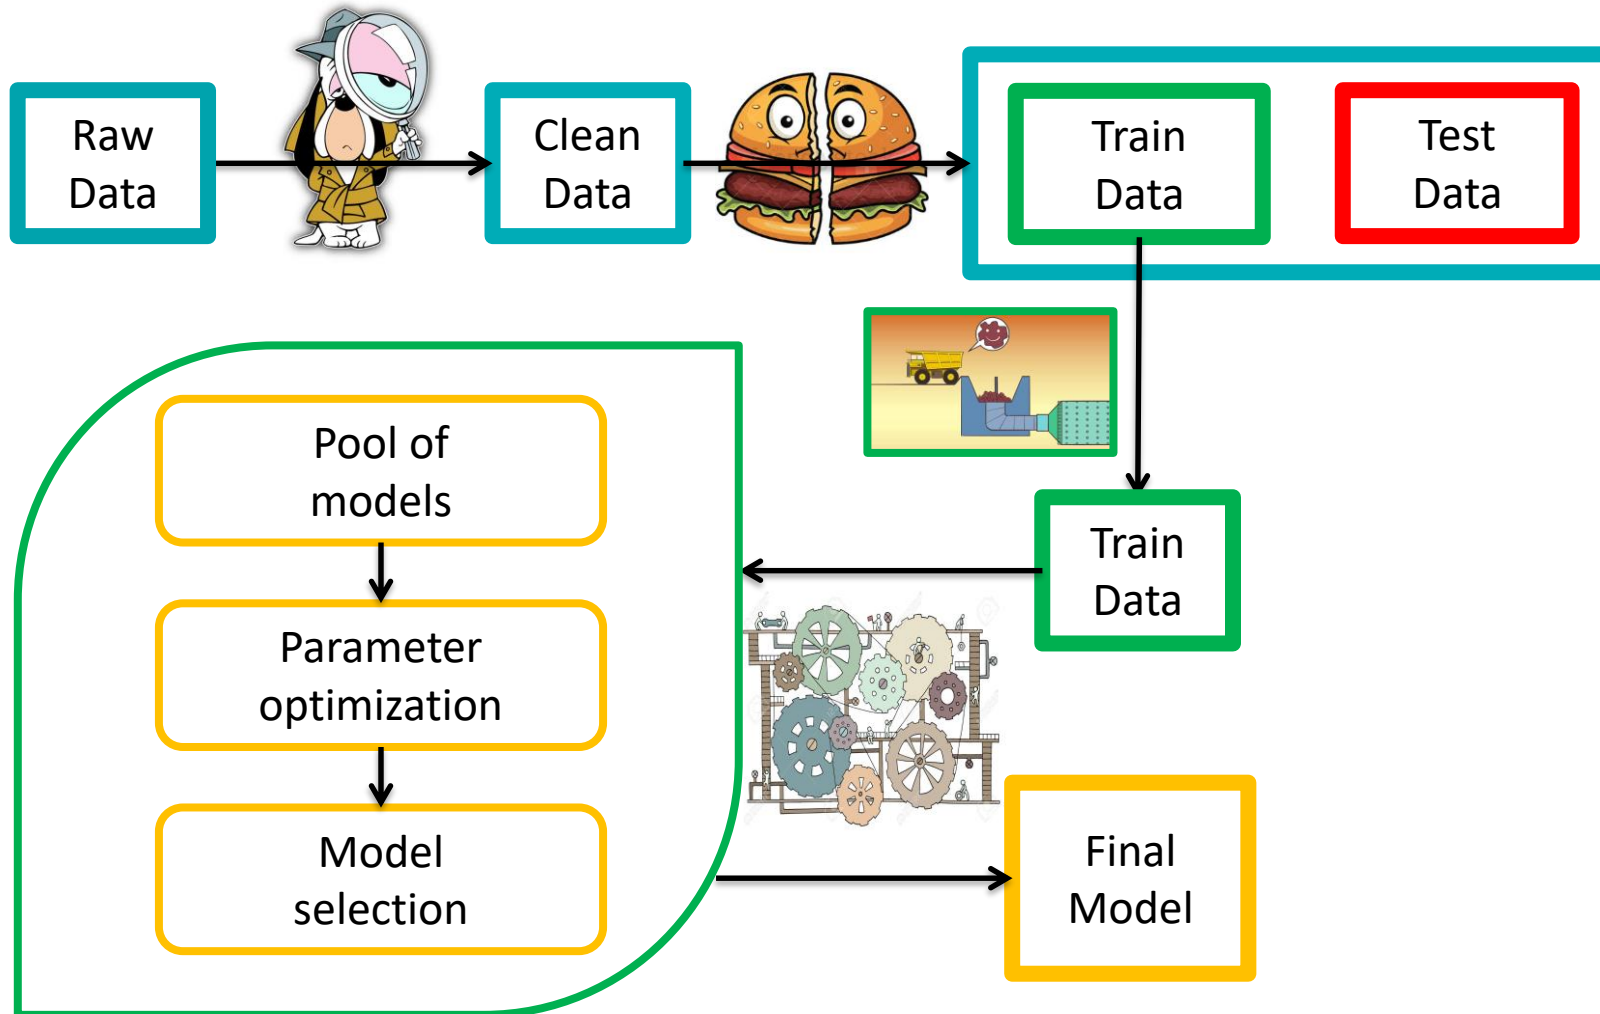 Raw
Data
Clean
Data
Train
Data
Test
Data
Train
Data
Pool of
models
Parameter
optimization
Model
selection
Final
Model